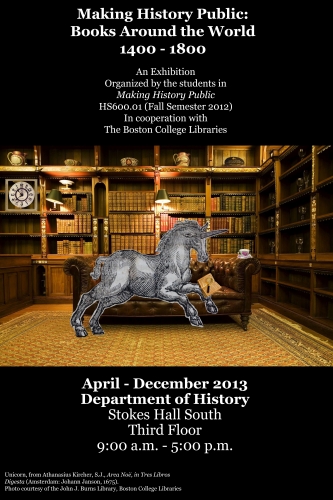 Making History Public:
Books Around the World
1400 - 1800
An Exhibition
Organized by the students in
Making History Public
HS600.01 (Fall Semester 2012)
In cooperation with
The Boston College Libraries
April - December 2013
Department of History
Stokes Hall South
Third Floor
9:00 a.m. - 5:00 p.m.
Unicorn, from Athanasius Kircher, S.J., Arca Noë, in Tres Libros
Digesta (Amsterdam: Johann Janson, 1675).
Photo courtesy of the John J. Burns Library, Boston College Libraries